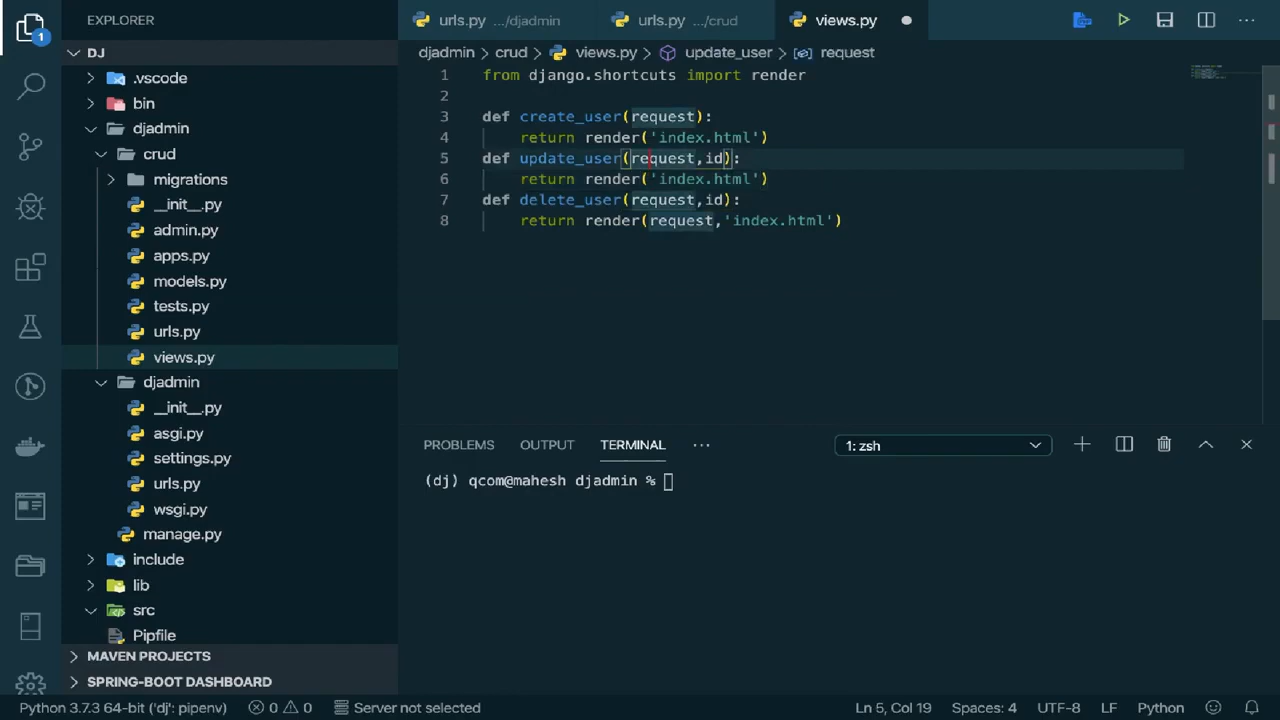 EXPLORER
urls.py .../djadmin
urls.py .../crud
views.py
1
DJ
djadmin > crud > views.py > update_user > request
.vscode
bin
djadmin
crud
migrations
__init__.py
admin.py
apps.py
models.py
tests.py
urls.py
views.py
djadmin
__init__.py
asgi.py
settings.py
urls.py
wsgi.py
manage.py
include
lib
src
Pipfile
MAVEN PROJECTS
SPRING-BOOT DASHBOARD
1 from django.shortcuts import render
2
3 def create_user(request):
4 return render('index.html')
5 def update_user(request,id):
6 return render('index.html')
7 def delete_user(request,id):
8 return render(request,'index.html')
PROBLEMS OUTPUT TERMINAL ... 1: zsh
(dj) qcom@mahesh djadmin %
Python 3.7.3 64-bit ('dj': pipenv) 0 0 Server not selected Ln 5, Col 19 Spaces: 4 UTF-8 LF Python